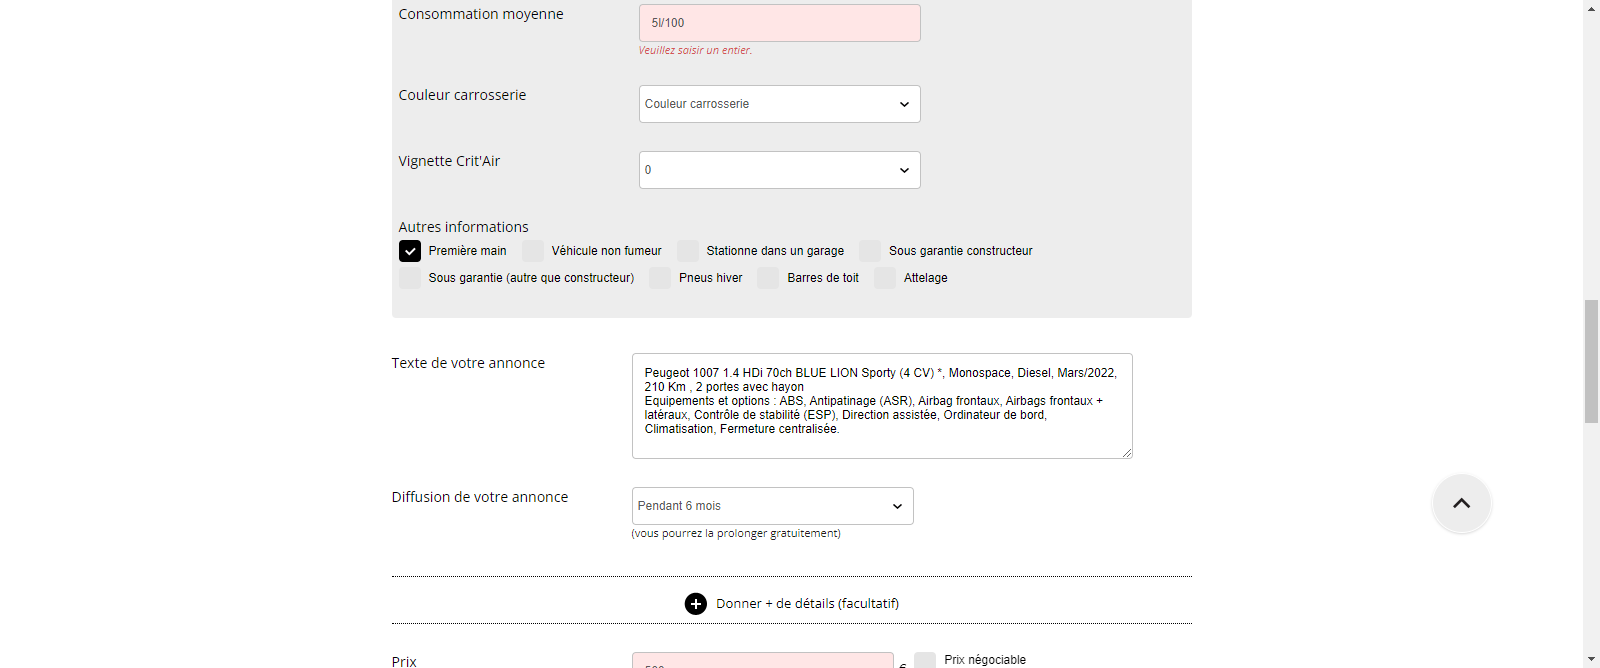 Consommation moyenne
5l/100
Veuillez saisir un entier.
Couleur carrosserie
Couleur carrosserie
Vignette Crit'Air
0
Autres informations
Première main
Véhicule non fumeur
Stationne dans un garage
Sous garantie constructeur
Sous garantie (autre que constructeur)
Pneus hiver
Barres de toit
Attelage
Texte de votre annonce
Peugeot 1007 1.4 HDi 70ch BLUE LION Sporty (4 CV) *, Monospace, Diesel, Mars/2022,
210 Km , 2 portes avec hayon
Equipements et options : ABS, Antipatinage (ASR), Airbag frontaux, Airbags frontaux +
latéraux, Contrôle de stabilité (ESP), Direction assistée, Ordinateur de bord,
Climatisation, Fermeture centralisée.
Diffusion de votre annonce
Pendant 6 mois
(vous pourrez la prolonger gratuitement)
Donner + de détails (facultatif)
Prix
€
Prix négociable